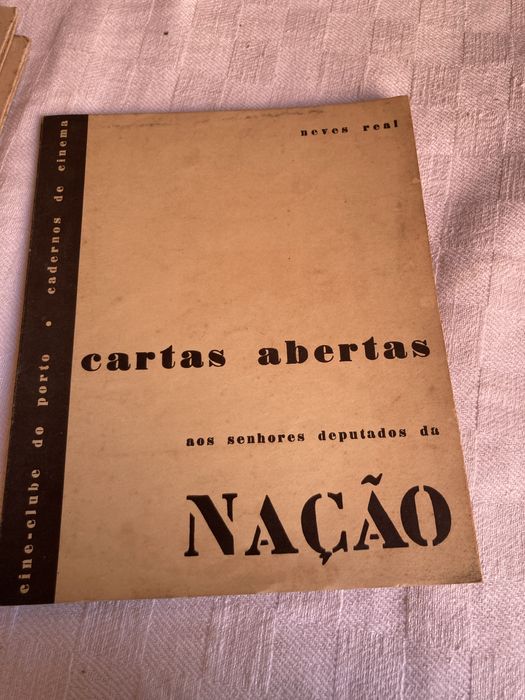 neves real
cartas abertas
aos senhores deputados da
NAÇÃO
cine-clube do porto • cadernos de cinema